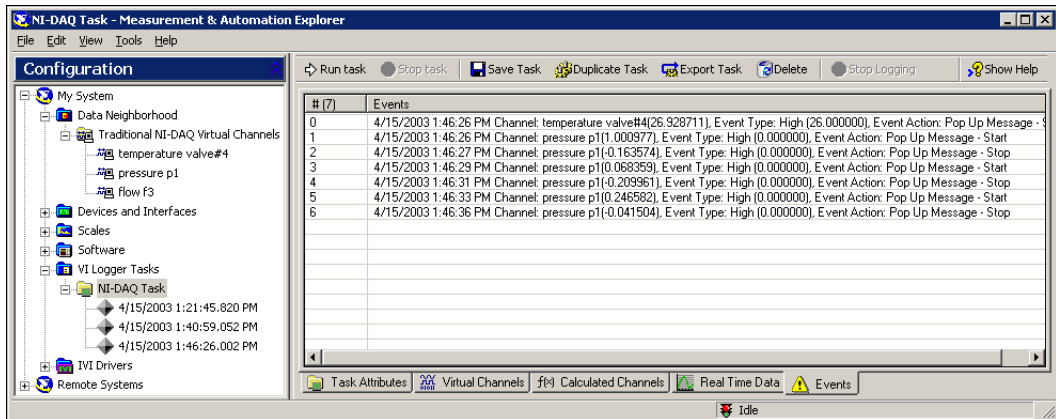 NI-DAQ Task - Measurement & Automation Explorer
File Edit View Tools Help
Configuration
My System
Data Neighborhood
Traditional NI-DAQ Virtual Channels
temperature valve#4
pressure p1
flow f3
Devices and Interfaces
Scales
Software
VI Logger Tasks
NI-DAQ Task
4/15/2003 1:21:45.820 PM
4/15/2003 1:40:59.052 PM
4/15/2003 1:46:26.002 PM
IVI Drivers
Remote Systems
Run task Stop task Save Task Duplicate Task Export Task Delete Stop Logging Show Help
# (7) Events
0 4/15/2003 1:46:26 PM Channel: temperature valve#4(26.928711), Event Type: High (26.000000), Event Action: Pop Up Message - S
1 4/15/2003 1:46:26 PM Channel: pressure p1(1.000977), Event Type: High (0.000000), Event Action: Pop Up Message - Start
2 4/15/2003 1:46:27 PM Channel: pressure p1(-0.163574), Event Type: High (0.000000), Event Action: Pop Up Message - Stop
3 4/15/2003 1:46:29 PM Channel: pressure p1(0.068359), Event Type: High (0.000000), Event Action: Pop Up Message - Start
4 4/15/2003 1:46:31 PM Channel: pressure p1(-0.209961), Event Type: High (0.000000), Event Action: Pop Up Message - Stop
5 4/15/2003 1:46:33 PM Channel: pressure p1(0.246582), Event Type: High (0.000000), Event Action: Pop Up Message - Start
6 4/15/2003 1:46:36 PM Channel: pressure p1(-0.041504), Event Type: High (0.000000), Event Action: Pop Up Message - Stop
Task Attributes Virtual Channels f(x) Calculated Channels Real Time Data Events
Idle